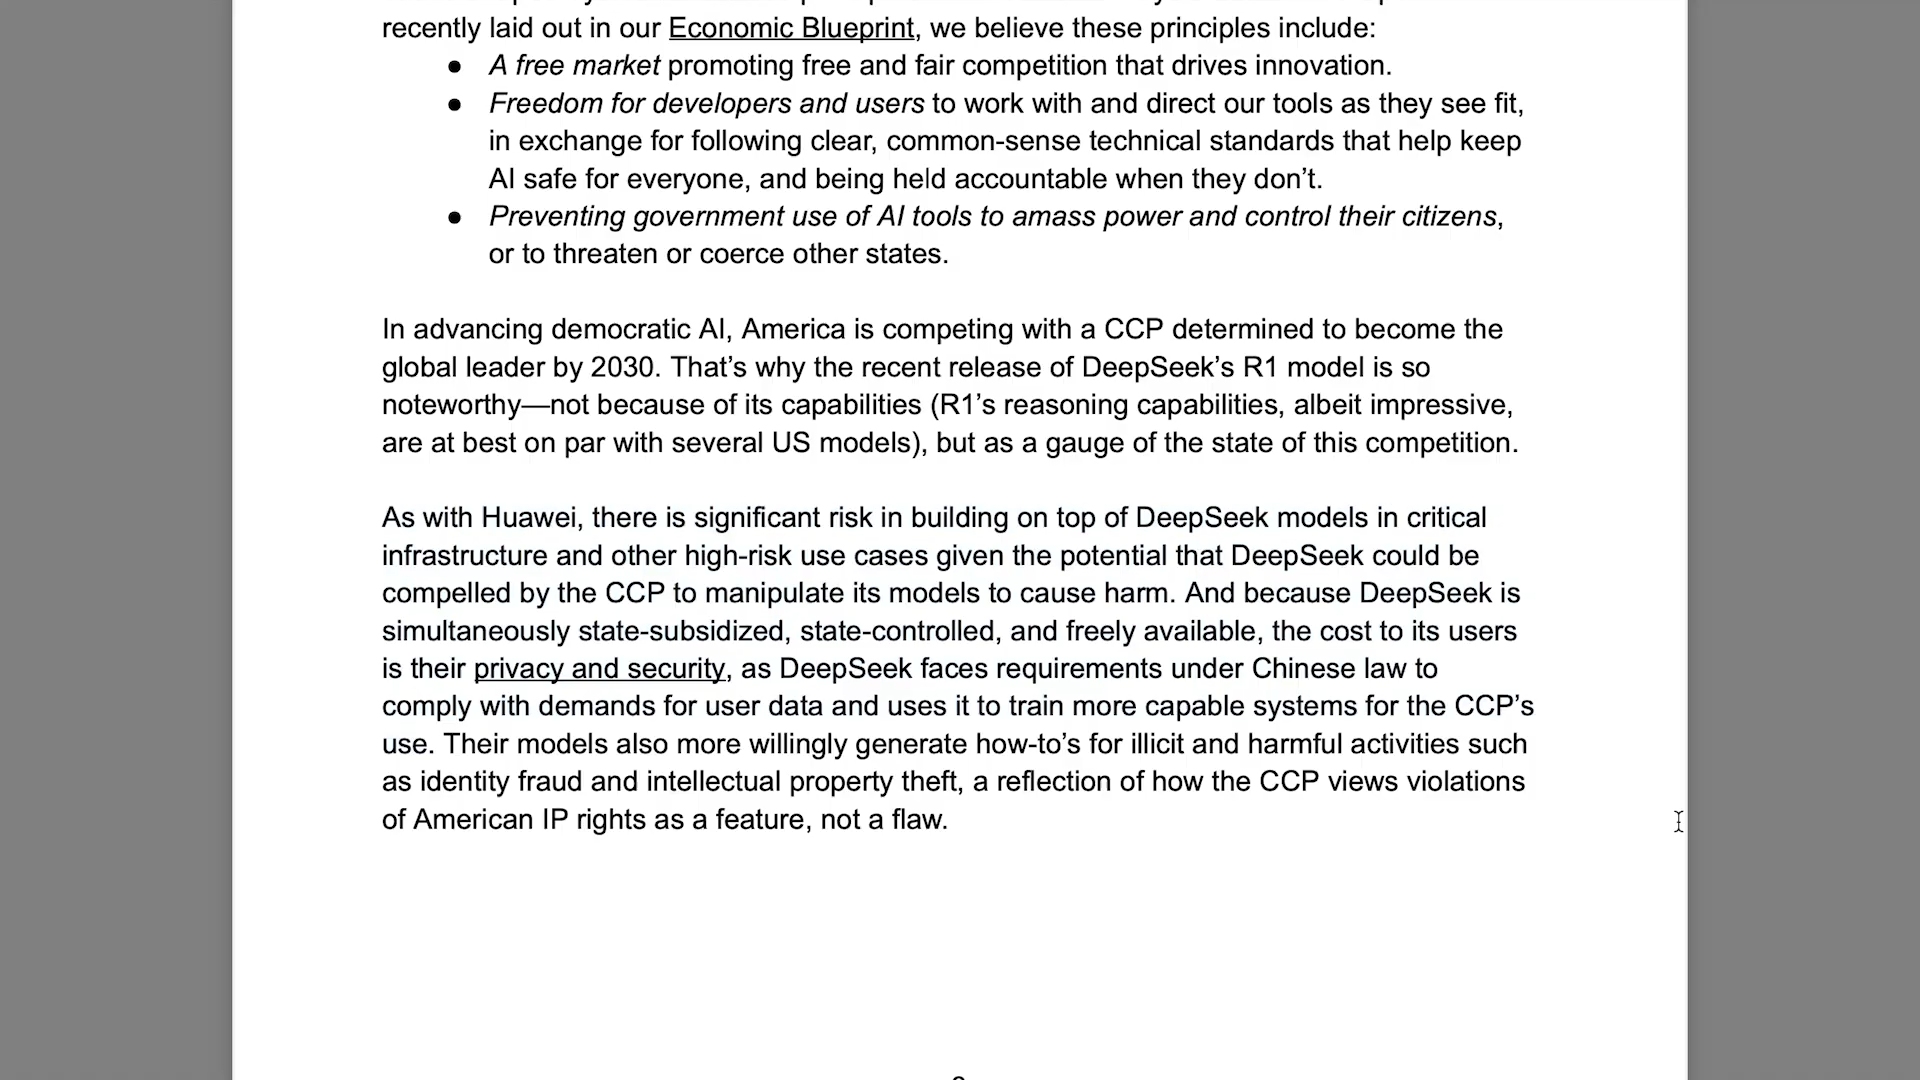 recently laid out in our Economic Blueprint, we believe these principles include:
● A free market promoting free and fair competition that drives innovation.
● Freedom for developers and users to work with and direct our tools as they see fit,
in exchange for following clear, common-sense technical standards that help keep
AI safe for everyone, and being held accountable when they don’t.
● Preventing government use of AI tools to amass power and control their citizens,
or to threaten or coerce other states.
In advancing democratic AI, America is competing with a CCP determined to become the
global leader by 2030. That’s why the recent release of DeepSeek’s R1 model is so
noteworthy—not because of its capabilities (R1’s reasoning capabilities, albeit impressive,
are at best on par with several US models), but as a gauge of the state of this competition.
As with Huawei, there is significant risk in building on top of DeepSeek models in critical
infrastructure and other high-risk use cases given the potential that DeepSeek could be
compelled by the CCP to manipulate its models to cause harm. And because DeepSeek is
simultaneously state-subsidized, state-controlled, and freely available, the cost to its users
is their privacy and security, as DeepSeek faces requirements under Chinese law to
comply with demands for user data and uses it to train more capable systems for the CCP’s
use. Their models also more willingly generate how-to’s for illicit and harmful activities such
as identity fraud and intellectual property theft, a reflection of how the CCP views violations
of American IP rights as a feature, not a flaw.